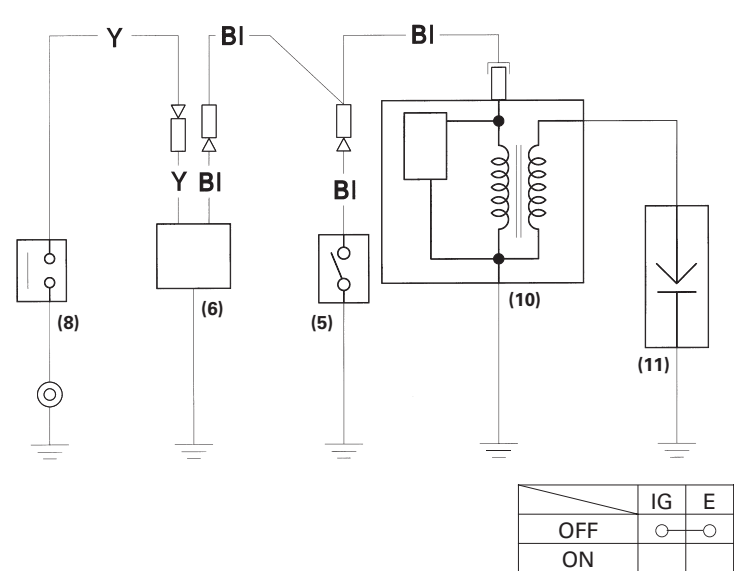 Y Bl Bl
Y Bl
Bl
(8) (6) (5) (10) (11)
IG E
OFF
ON